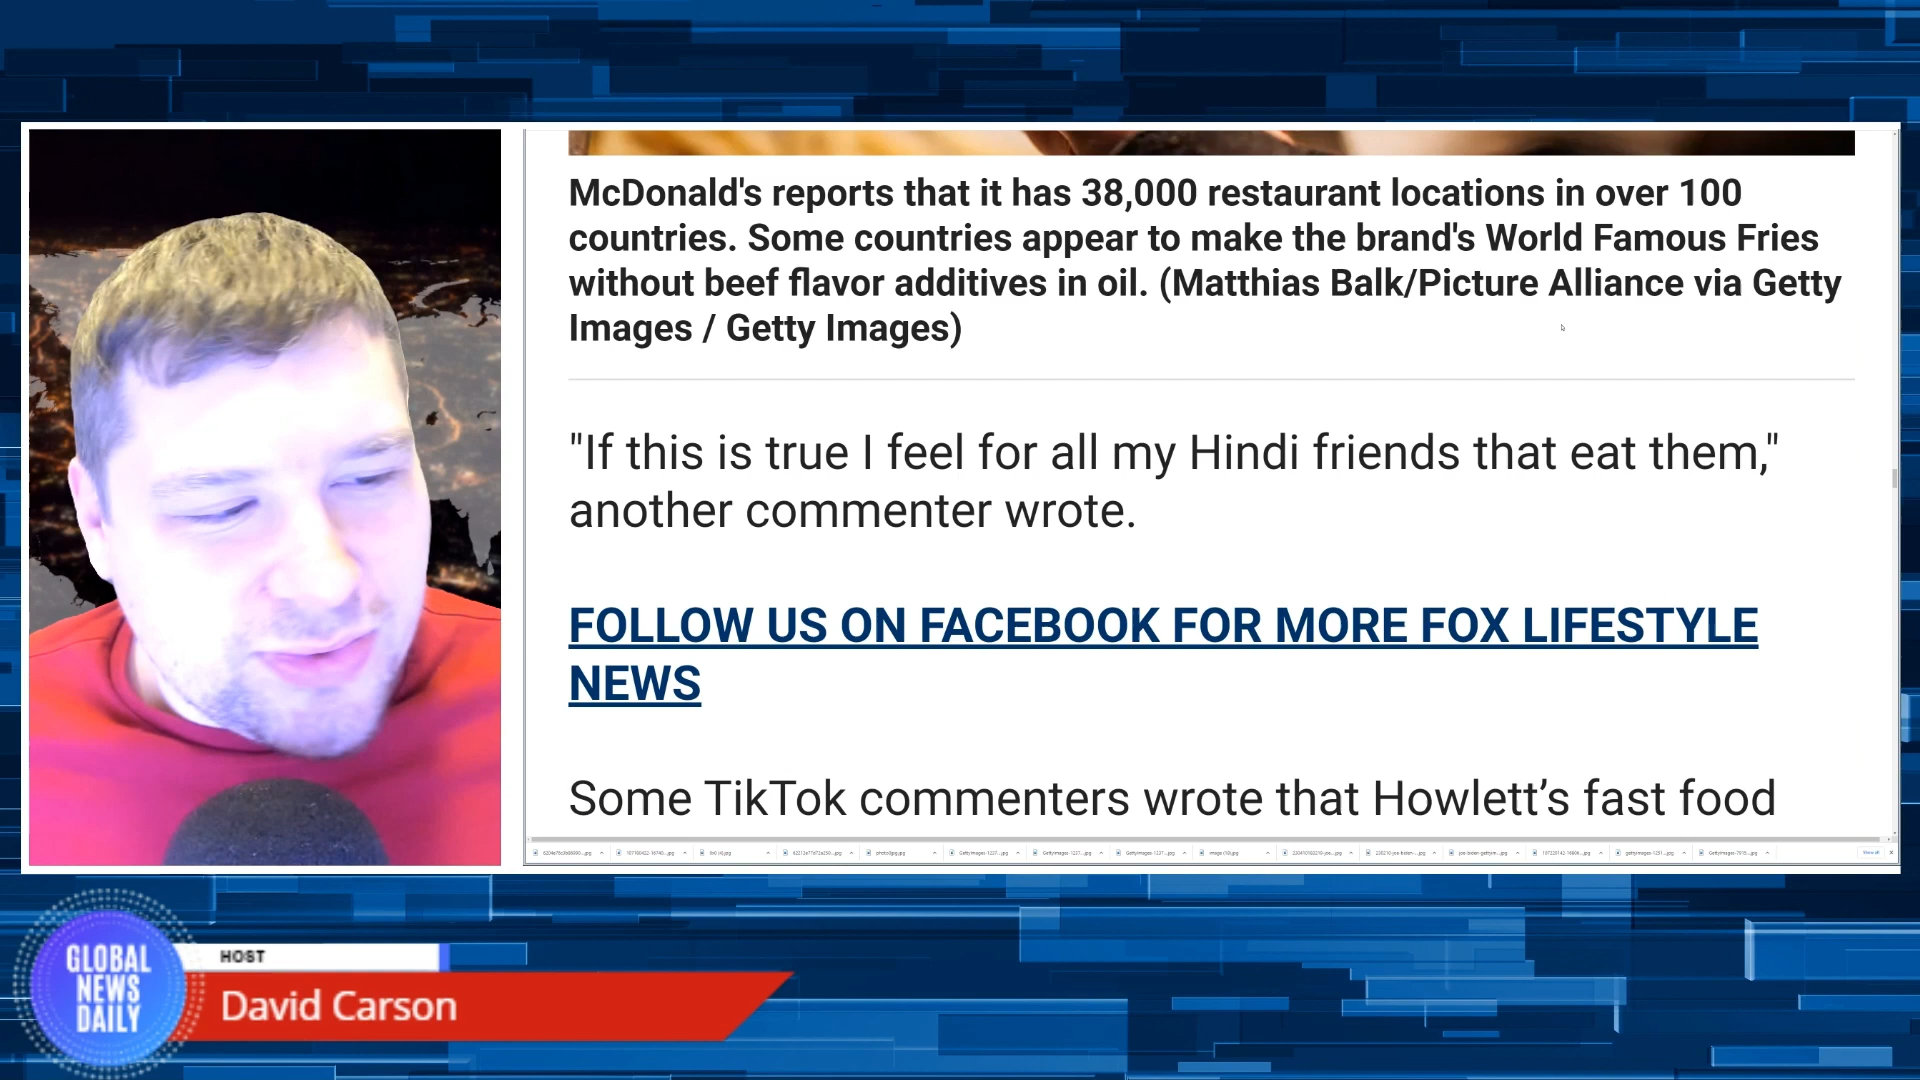 McDonald's reports that it has 38,000 restaurant locations in over 100
countries. Some countries appear to make the brand's World Famous Fries
without beef flavor additives in oil. (Matthias Balk/Picture Alliance via Getty
Images / Getty Images)
"If this is true I feel for all my Hindi friends that eat them,"
another commenter wrote.
FOLLOW US ON FACEBOOK FOR MORE FOX LIFESTYLE
NEWS
Some TikTok commenters wrote that Howlett’s fast food
Show all
GLOBAL
NEWS
DAILY
HOST
David Carson